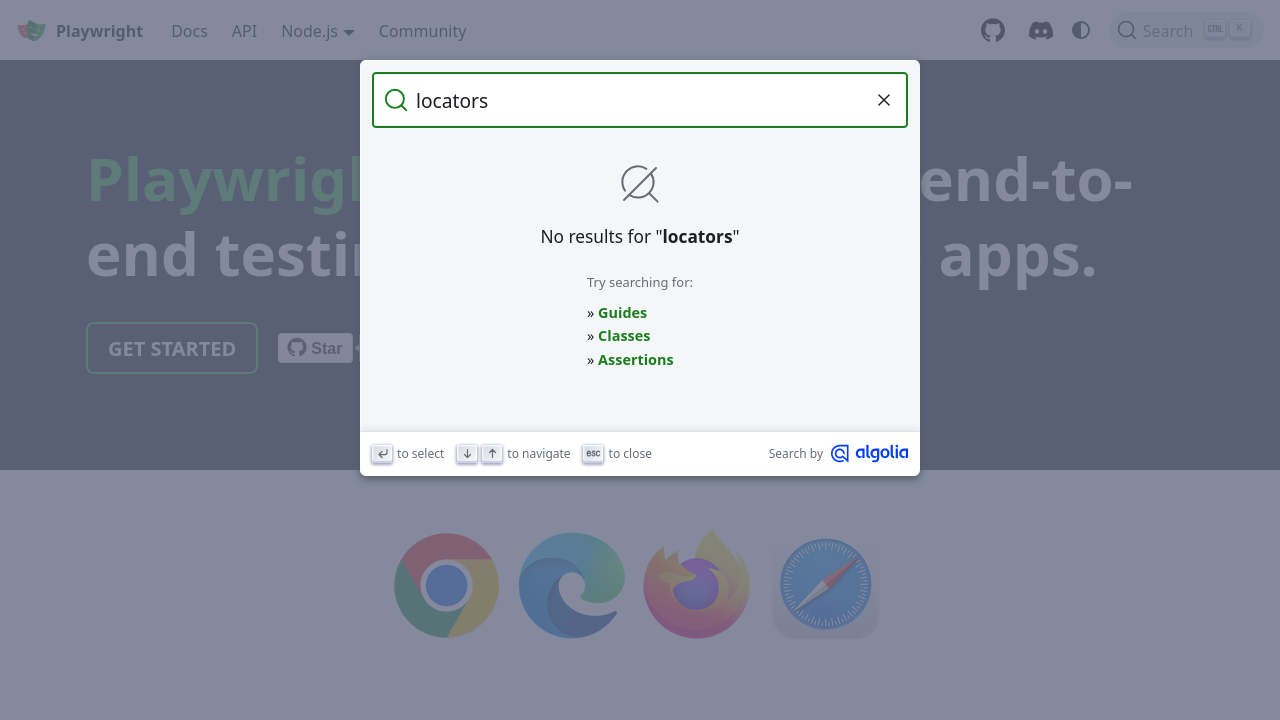 Playwright Docs API Node.js Community Search CTRL K
locators
Playwrigh end-to-
end testin apps.
No results for "locators"
Try searching for:
» Guides
» Classes
» Assertions
GET STARTED Star
to select to navigate esc to close Search by algolia